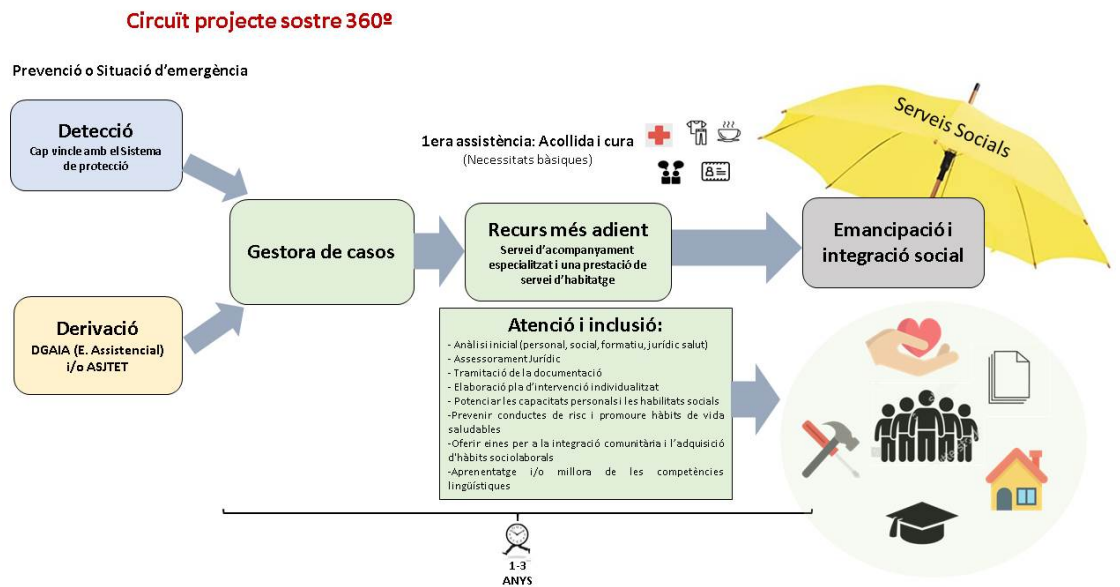 Circuït projecte sostre 360º
Prevenció o Situació d'emergència
Detecció
Cap vincle amb el Sistema
de protecció
Derivació
DGAIA (E. Assistencial)
i/o ASJTET
Gestora de casos
1era assistència: Acollida i cura
(Necessitats bàsiques)
Recurs més adient
Servei d'acompanyament
especialitzat i una prestació de
servei d'habitatge
Serveis Socials
Emancipació i
integració social
Atenció i inclusió:
- Anàlisi inicial (personal, social, formatiu, jurídic salut)
- Assessorament Jurídic
- Tramitació de la documentació
- Elaboració pla d'intervenció individualitzat
- Potenciar les capacitats personals i les habilitats socials
-Prevenir conductes de risc i promoure hàbits de vida
saludables
-Oferir eines per a la integració comunitària i l'adquisició
d'hàbits sociolaborals
-Aprenentatge i/o millora de les competències
lingüístiques
1-3
ANYS